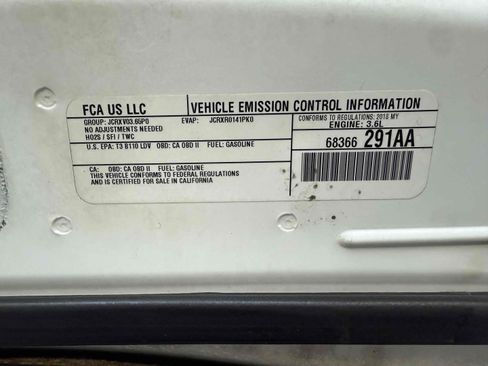 FCA US LLC
VEHICLE EMISSION CONTROL INFORMATION
GROUP: JCRXV03.65P0 EVAP: JCRXR0141PK0
NO ADJUSTMENTS NEEDED
HO2S / SFI / TWC
CONFORMS TO REGULATIONS: 2018 MY
ENGINE: 3.6L
U.S. EPA: T3 B110 LDV OBD: CA OBD II FUEL: GASOLINE
68366 291AA
CA: OBD: CA OBD II FUEL: GASOLINE
THIS VEHICLE CONFORMS TO FEDERAL REGULATIONS
AND IS CERTIFIED FOR SALE IN CALIFORNIA